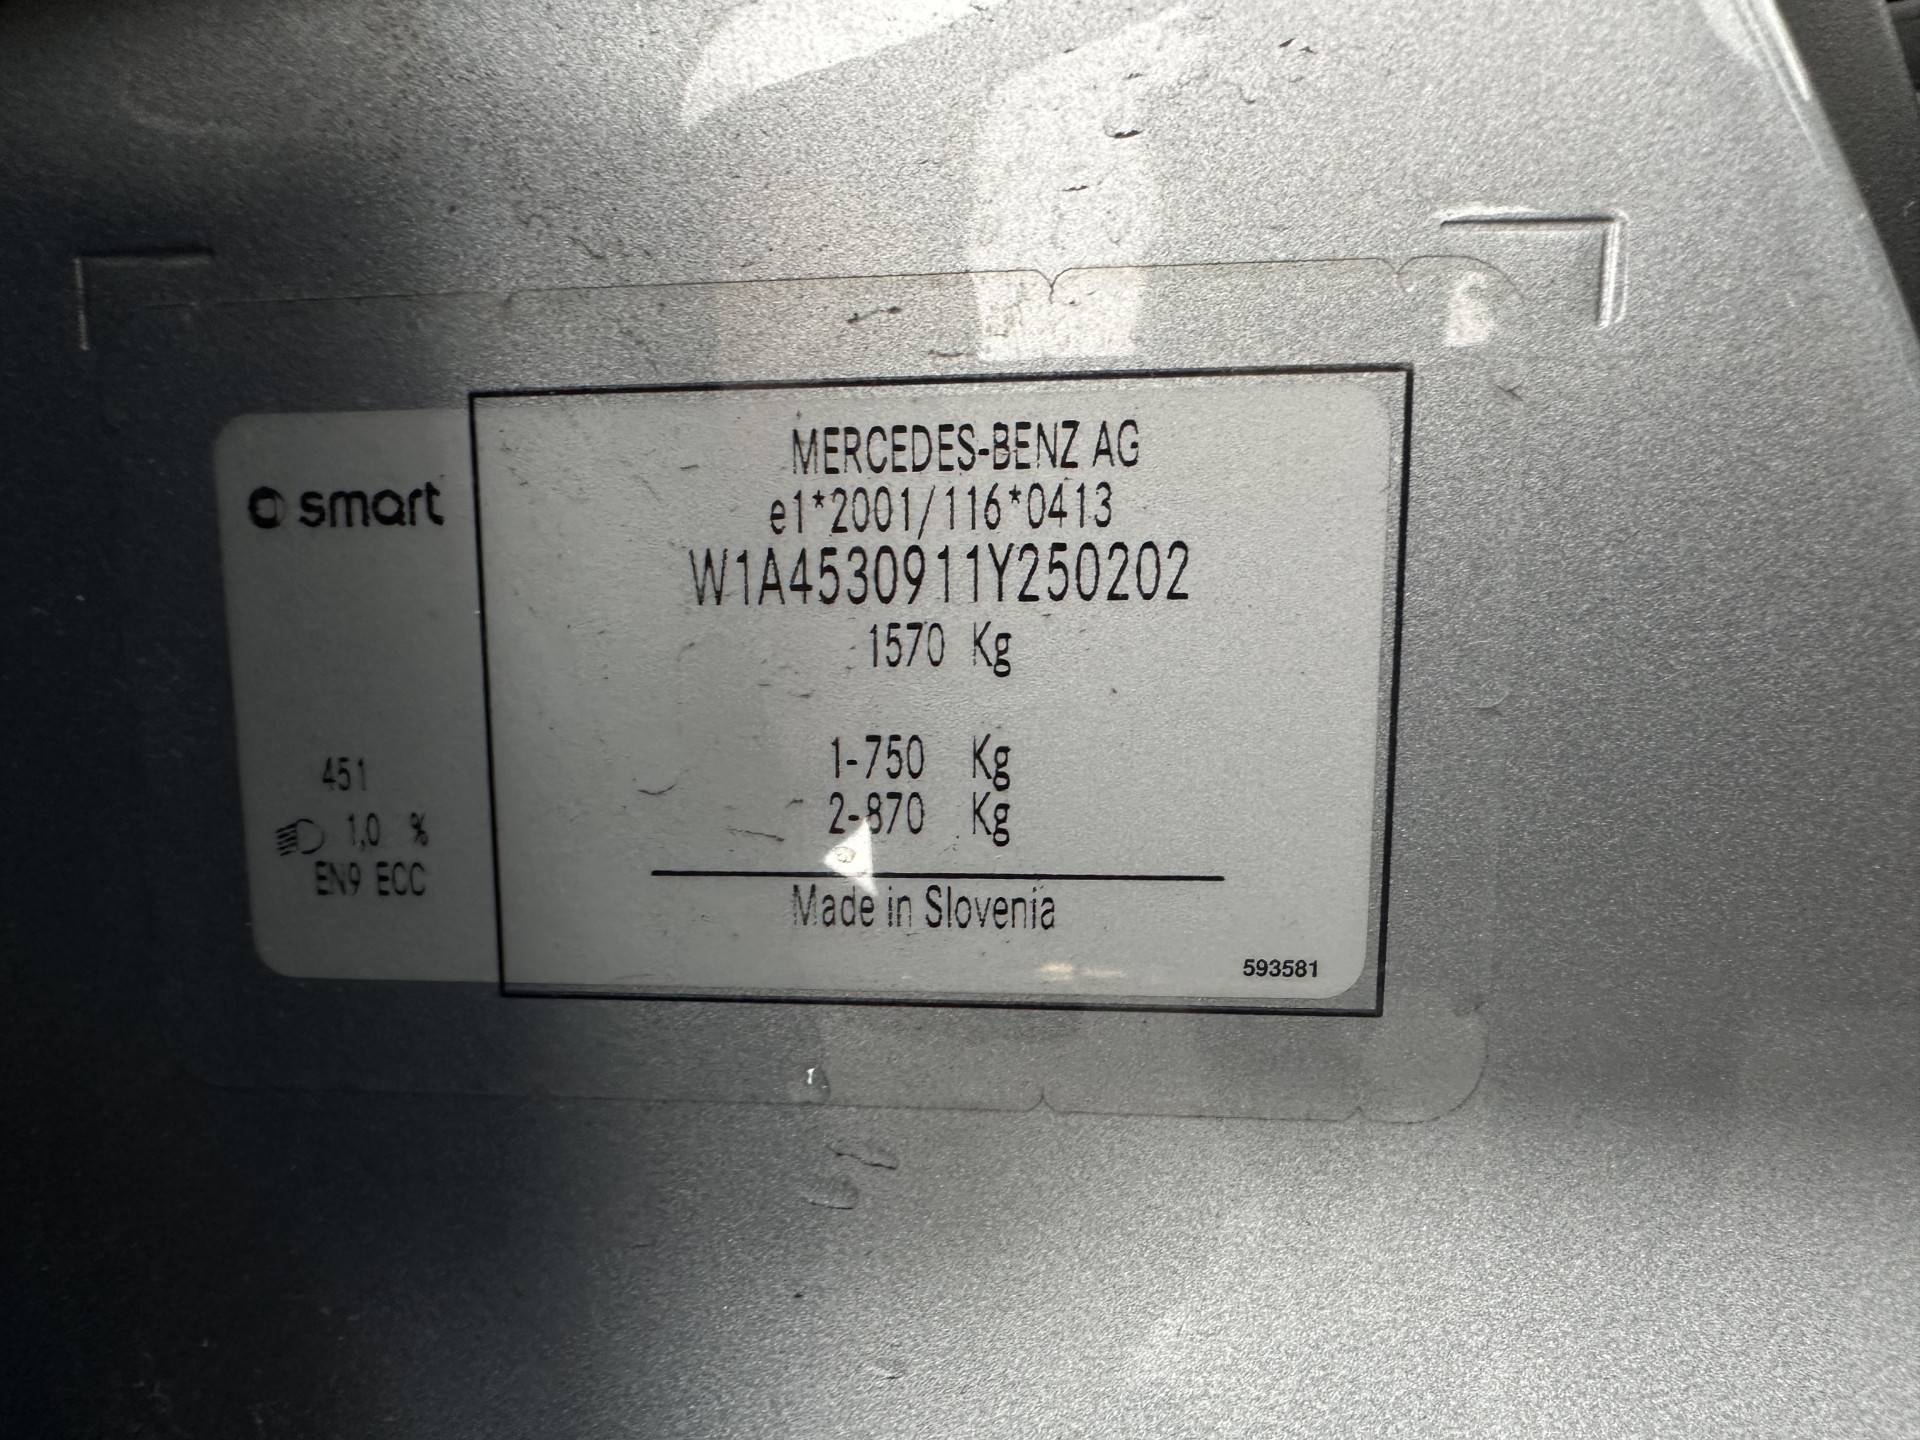 smart
451
1,0 %
EN9 ECC
MERCEDES-BENZ AG
e1*2001/116*0413
W1A4530911Y250202
1570 Kg
1-750 Kg
2-870 Kg
Made in Slovenia
593581